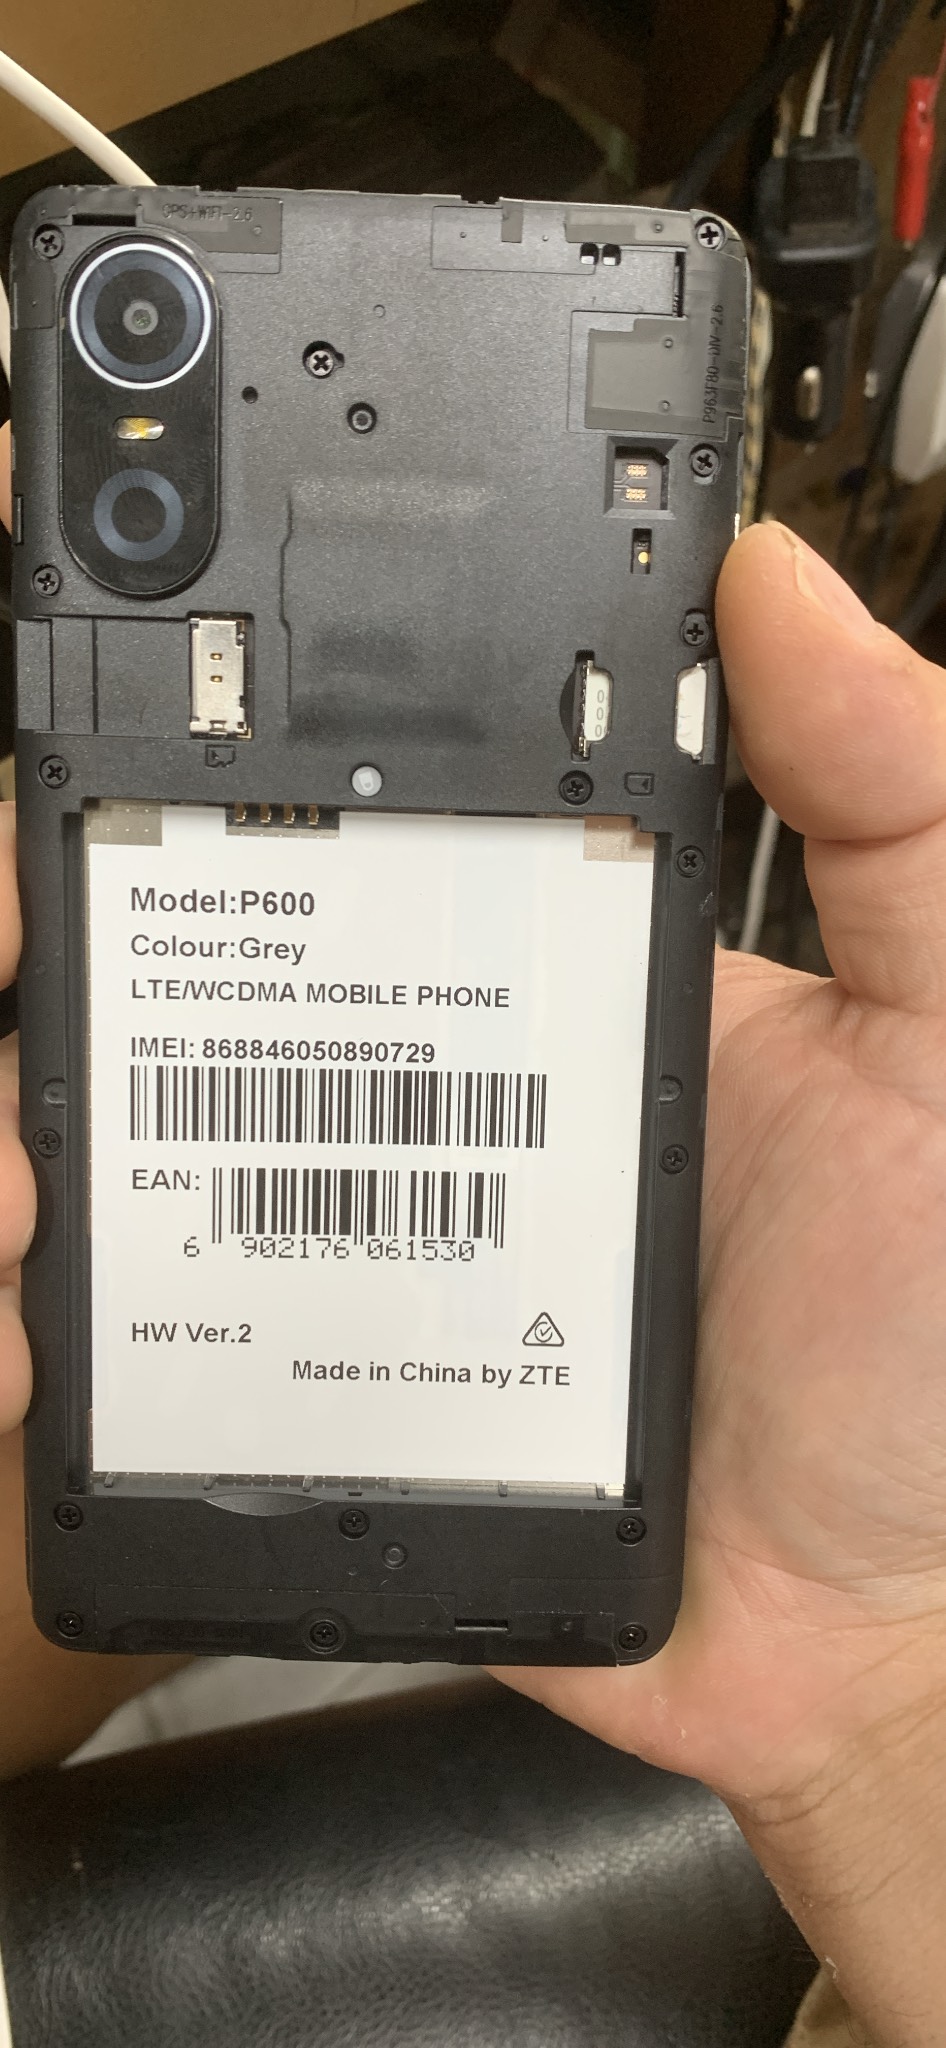 GPS+WIFI-2.6
P963F80-DIV-2.6
Model:P600
Colour:Grey
LTE/WCDMA MOBILE PHONE
IMEI: 868846050890729
EAN:
6 902176 061530
HW Ver.2
Made in China by ZTE